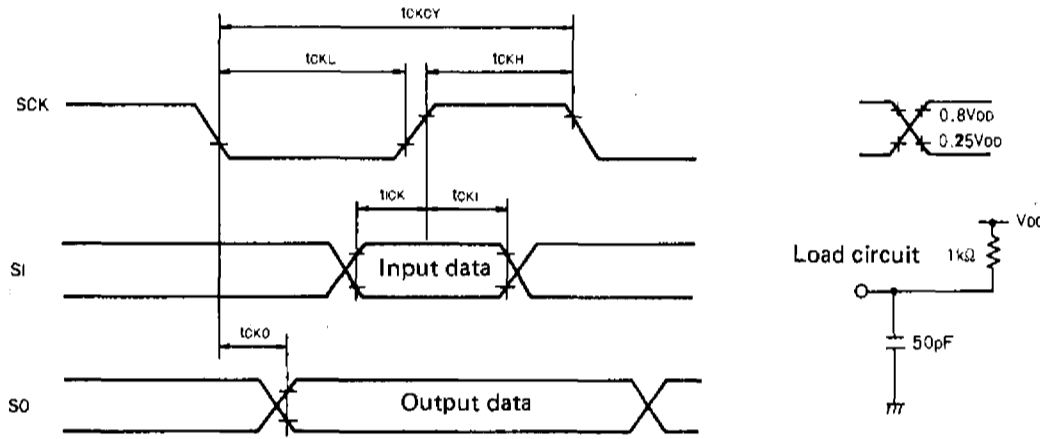 tCKCY
tCKL
tCKH
SCK
0.8VDD
0.25VDD
tICK
tCKI
VDD
SI
Input data
Load circuit
1kΩ
tCKO
50pF
SO
Output data